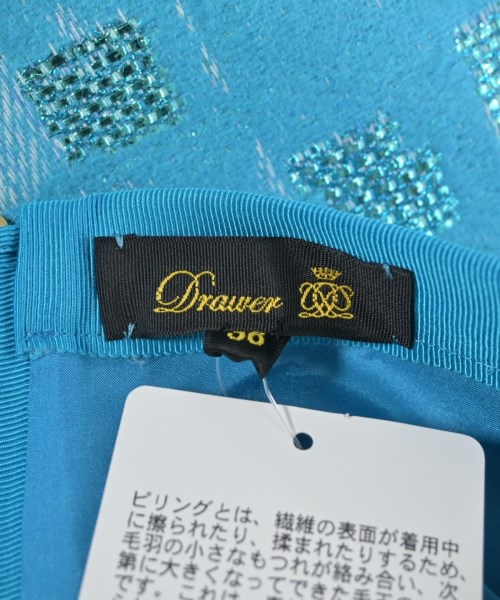 Drawer
36
ピリングとは、繊維の表面が着用中
に擦られたり、揉まれたりするため、
毛羽の小さなもつれが絡み合い、次
第に大きくなってできた毛玉の
です。これは